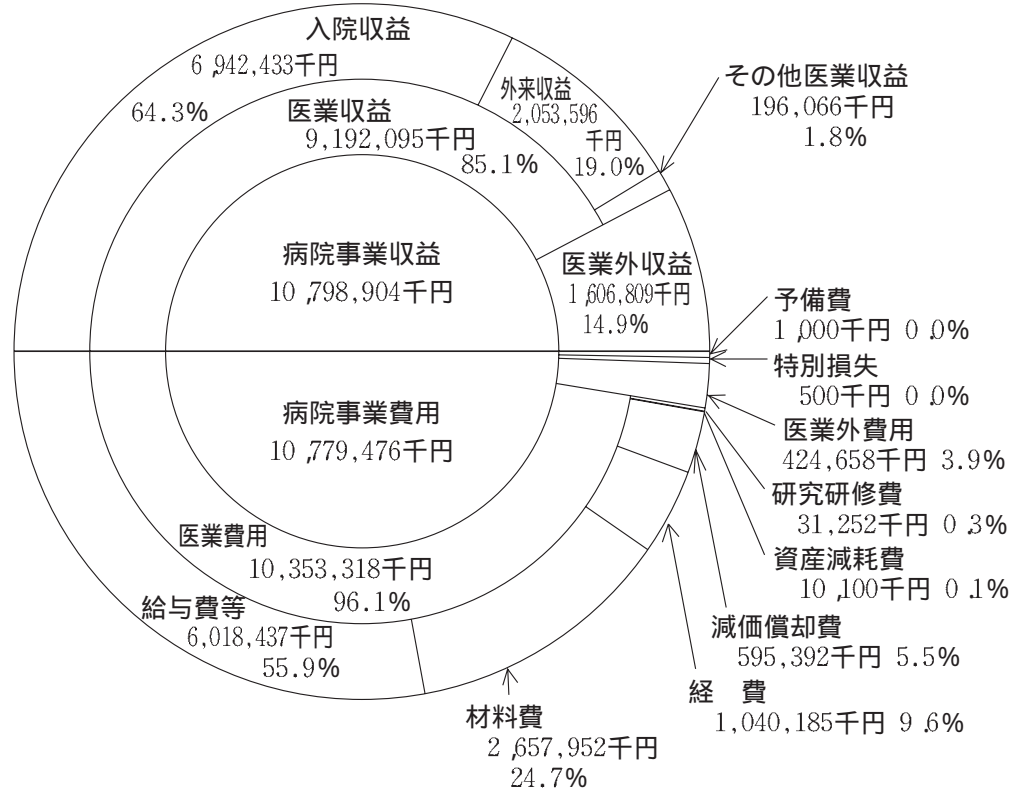 入院収益
6,942,433千円
64.3%
外来収益
2,053,596
千円
19.0%
その他医業収益
196,066千円
1.8%
医業収益
9,192,095千円
85.1%
病院事業収益
10,798,904千円
医業外収益
1,606,809千円
14.9%
予備費
1,000千円 0.0%
特別損失
500千円 0.0%
医業外費用
424,658千円 3.9%
研究研修費
31,252千円 0.3%
資産減耗費
10,100千円 0.1%
減価償却費
595,392千円 5.5%
経　費
1,040,185千円 9.6%
材料費
2,657,952千円
24.7%
病院事業費用
10,779,476千円
医業費用
10,353,318千円
96.1%
給与費等
6,018,437千円
55.9%